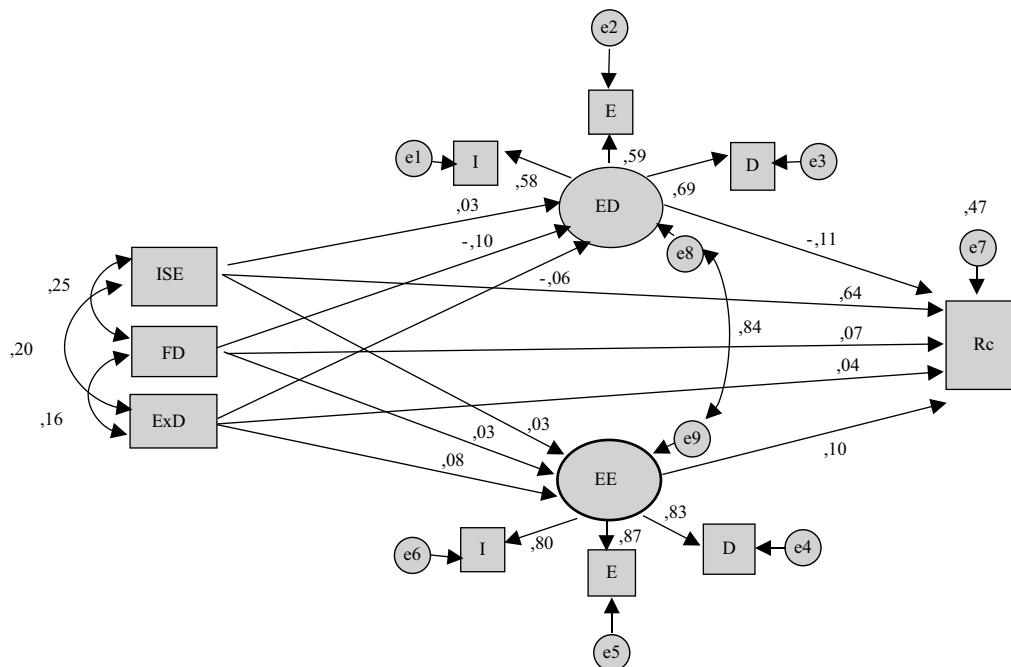 e2
E
e1
I
,59
D
e3
,58
,69
,03
ED
,47
-,10
e8
-,11
e7
ISE
-,06
,25
,64
,84
,07
Rc
,20
FD
,04
ExD
,16
,03
,03
e9
,08
EE
,10
,83
e6
I
,80
,87
D
e4
E
e5